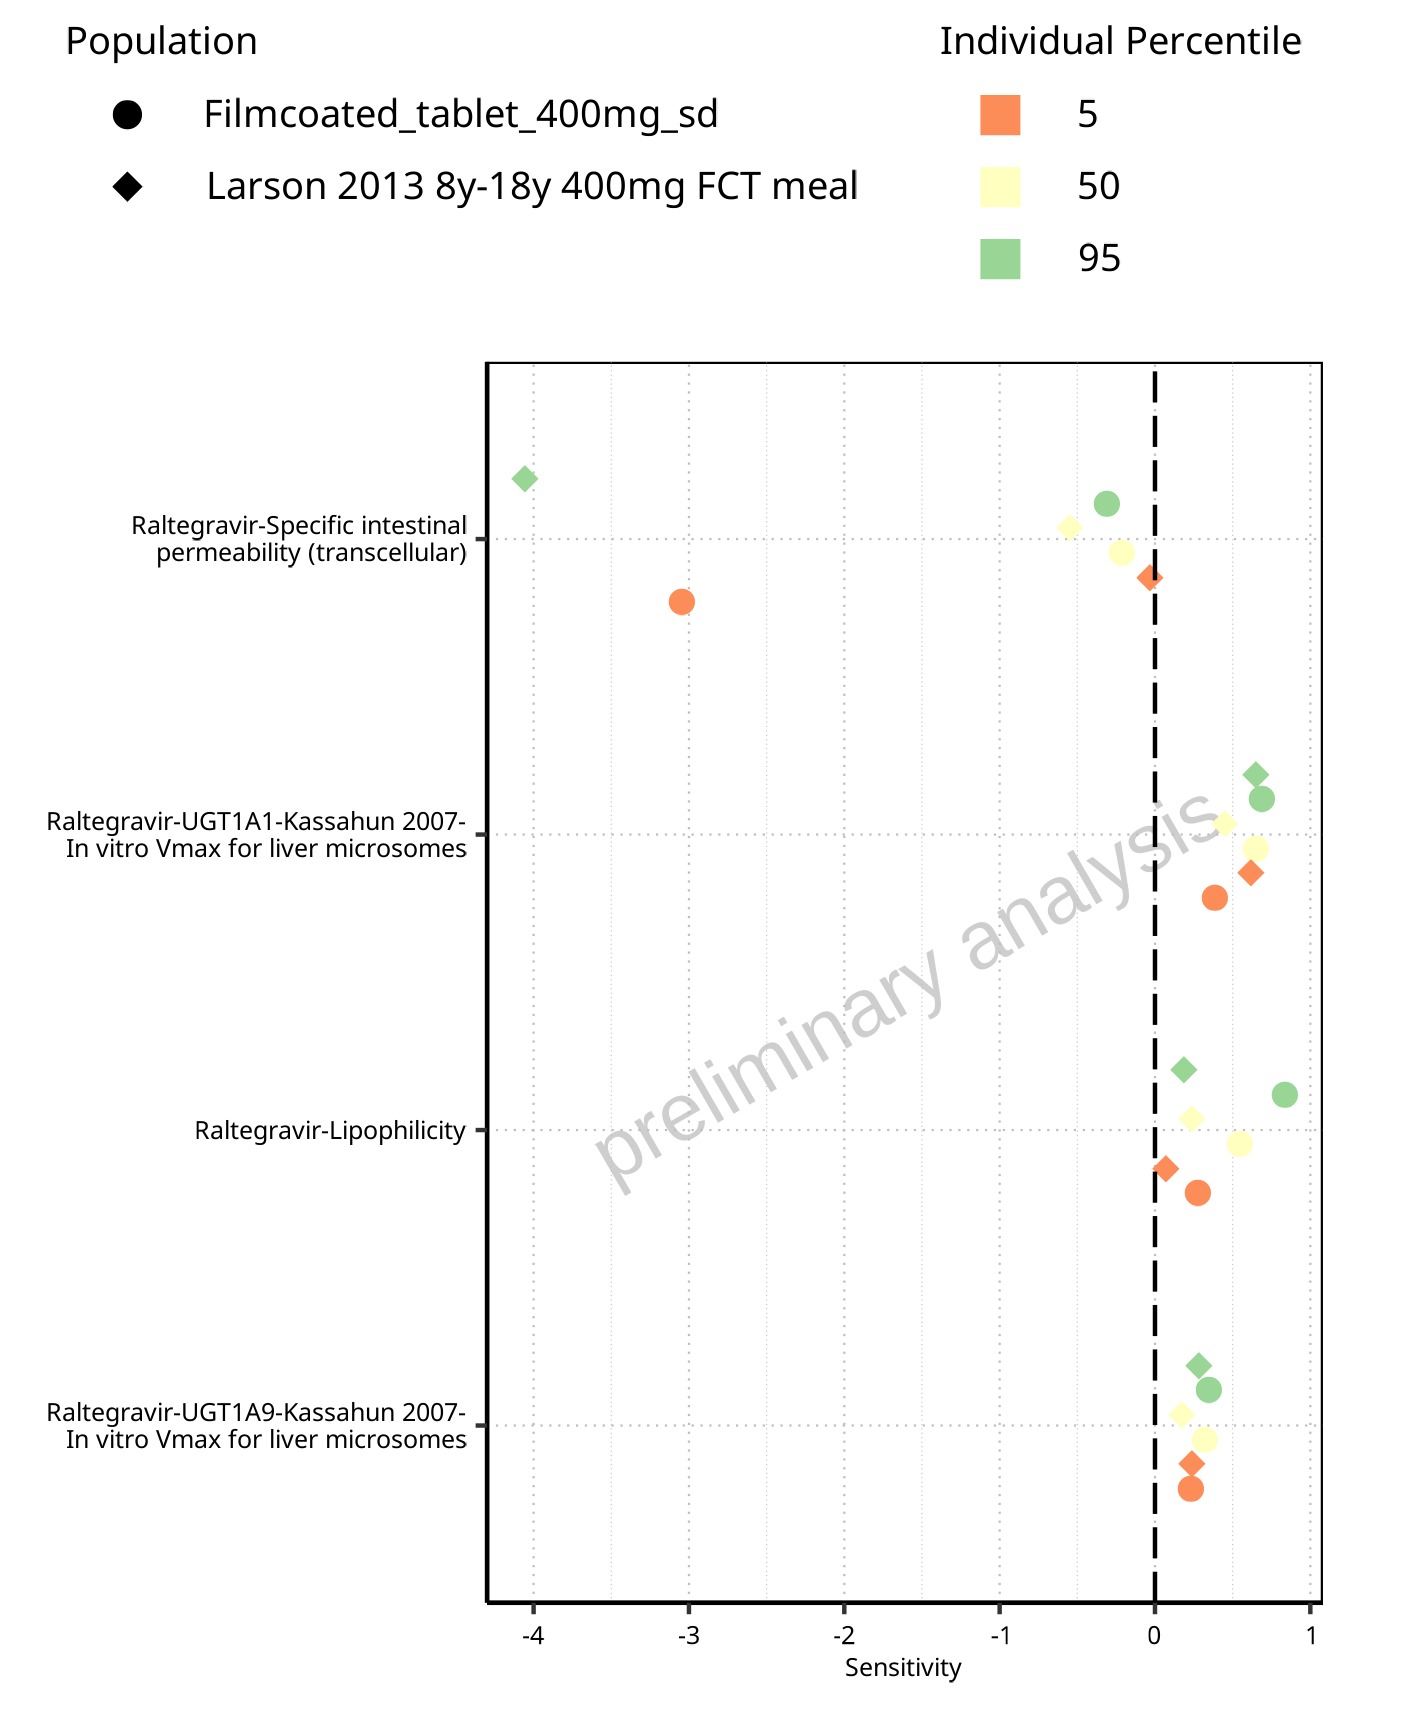 Population
Filmcoated_tablet_400mg_sd
Larson 2013 8y-18y 400mg FCT meal
Individual Percentile
5
50
95
Raltegravir-Specific intestinal
permeability (transcellular)
Raltegravir-UGT1A1-Kassahun 2007-
In vitro Vmax for liver microsomes
Raltegravir-Lipophilicity
Raltegravir-UGT1A9-Kassahun 2007-
In vitro Vmax for liver microsomes
preliminary analysis
-4
-3
-2
-1
0
1
Sensitivity